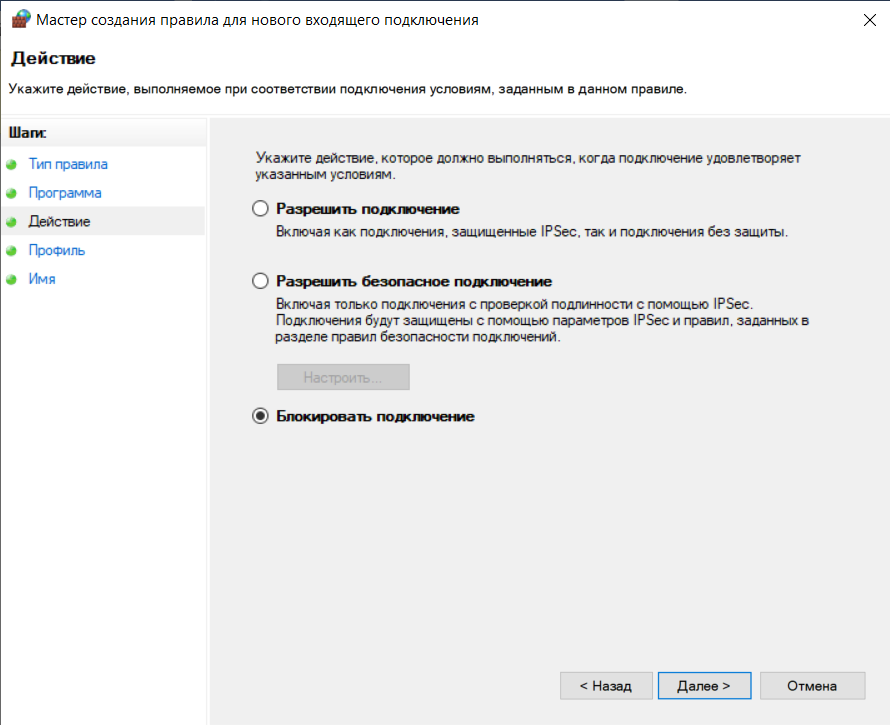 Мастер создания правила для нового входящего подключения
Действие
Укажите действие, выполняемое при соответствии подключения условиям, заданным в данном правиле.
Шаги:
Тип правила
Программа
Действие
Профиль
Имя
Укажите действие, которое должно выполняться, когда подключение удовлетворяет
указанным условиям.
Разрешить подключение
Включая как подключения, защищенные IPSec, так и подключения без защиты.
Разрешить безопасное подключение
Включая только подключения с проверкой подлинности с помощью IPSec.
Подключения будут защищены с помощью параметров IPSec и правил, заданных в
разделе правил безопасности подключений.
Настроить...
Блокировать подключение
< Назад
Далее >
Отмена